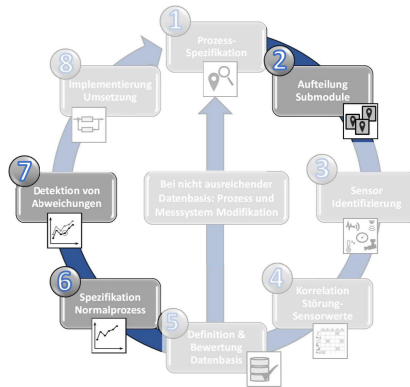 1
Prozess-
Spezifikation
2
Aufteilung
Submodule
3
Sensor
Identifizierung
4
Korrelation
Störung-
Sensorwerte
5
Definition &
Bewertung
Datenbasis
6
Spezifikation
Normalprozess
7
Detektion von
Abweichungen
8
Implementierung
Umsetzung
Bei nicht ausreichender
Datenbasis: Prozess und
Messsystem Modifikation